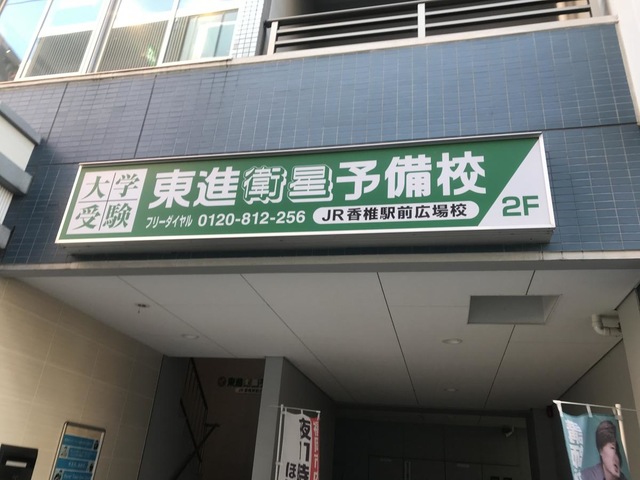 大学
受験
東進衛星予備校
フリーダイヤル 0120-812-256
JR香椎駅前広場校
2F